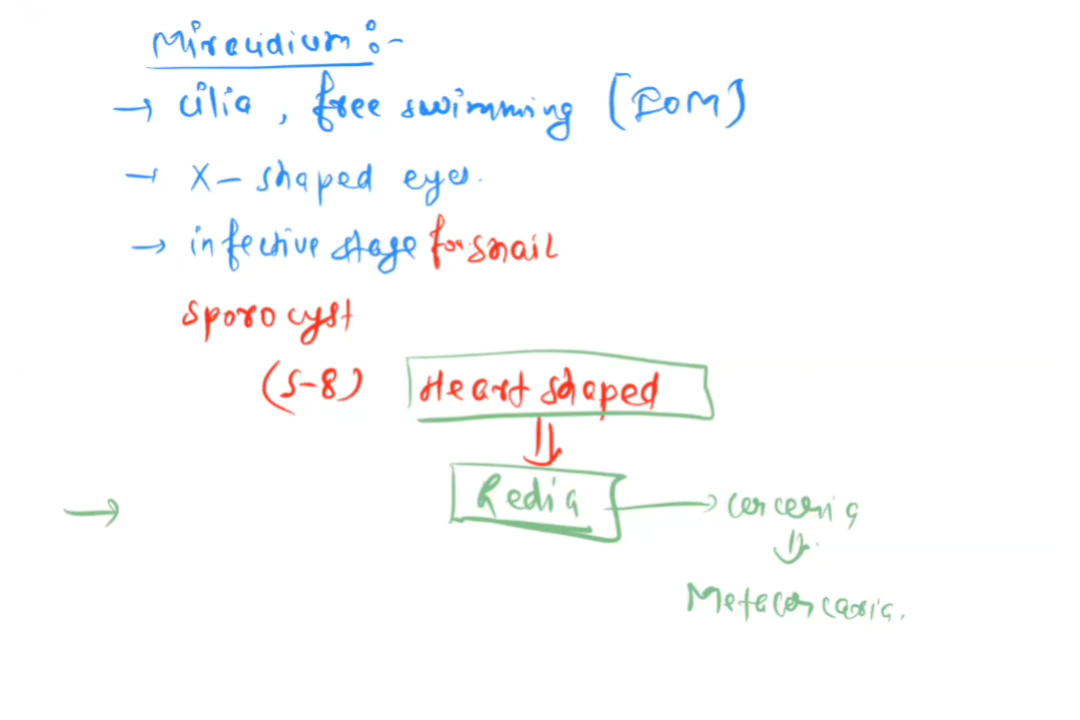 Miracidium :-
→ cilia, free swimming (EOM)
→ X-shaped eyes.
→ infective stage for snail
sporocyst
(5-8) Heart shaped
⇓
→ Redia → cercaria
⇓
Metacercaria.